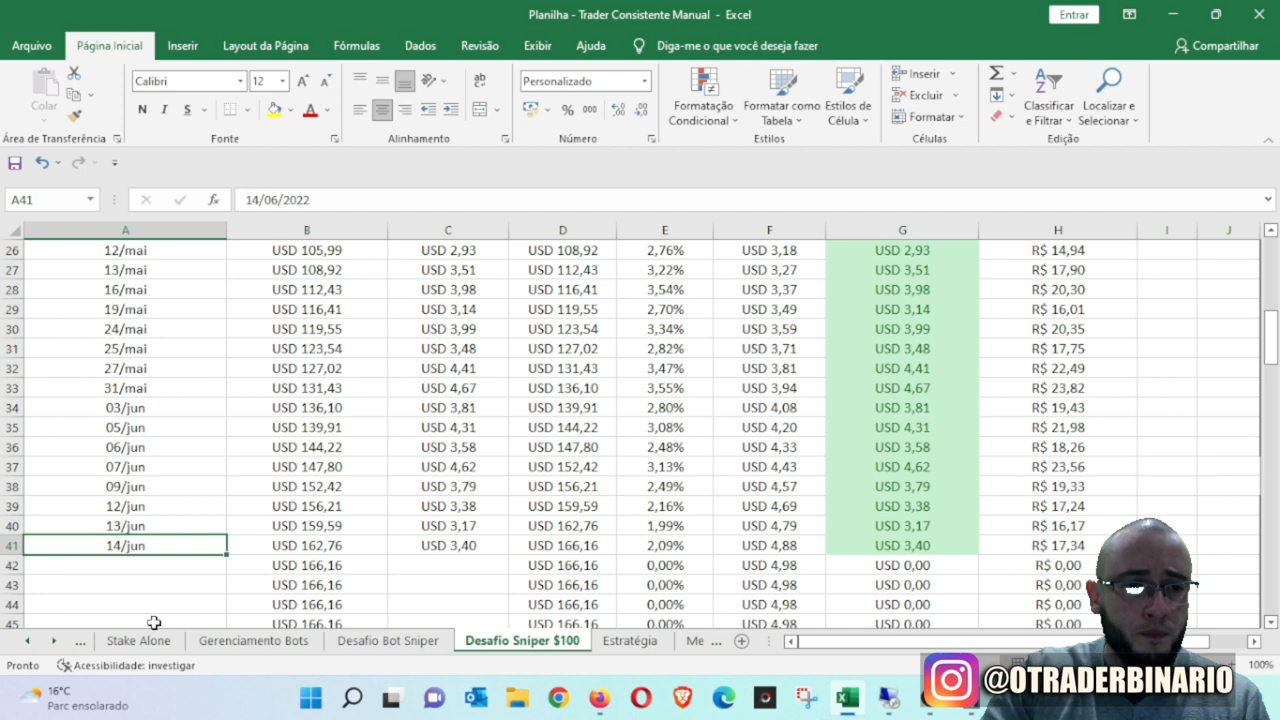 Planilha - Trader Consistente Manual - Excel
Entrar
Arquivo Página Inicial Inserir Layout da Página Fórmulas Dados Revisão Exibir Ajuda Diga-me o que você deseja fazer Compartilhar
Colar
Área de Transferência
Calibri 12
N I S
Fonte
Alinhamento
Personalizado
% 000
Número
Formatação Condicional
Formatar como Tabela
Estilos de Célula
Estilos
Inserir
Excluir
Formatar
Células
Classificar e Filtrar
Localizar e Selecionar
Edição
A41 fx 14/06/2022
A B C D E F G H I J
26 12/mai USD 105,99 USD 2,93 USD 108,92 2,76% USD 3,18 USD 2,93 R$ 14,94
27 13/mai USD 108,92 USD 3,51 USD 112,43 3,22% USD 3,27 USD 3,51 R$ 17,90
28 16/mai USD 112,43 USD 3,98 USD 116,41 3,54% USD 3,37 USD 3,98 R$ 20,30
29 19/mai USD 116,41 USD 3,14 USD 119,55 2,70% USD 3,49 USD 3,14 R$ 16,01
30 24/mai USD 119,55 USD 3,99 USD 123,54 3,34% USD 3,59 USD 3,99 R$ 20,35
31 25/mai USD 123,54 USD 3,48 USD 127,02 2,82% USD 3,71 USD 3,48 R$ 17,75
32 27/mai USD 127,02 USD 4,41 USD 131,43 3,47% USD 3,81 USD 4,41 R$ 22,49
33 31/mai USD 131,43 USD 4,67 USD 136,10 3,55% USD 3,94 USD 4,67 R$ 23,82
34 03/jun USD 136,10 USD 3,81 USD 139,91 2,80% USD 4,08 USD 3,81 R$ 19,43
35 05/jun USD 139,91 USD 4,31 USD 144,22 3,08% USD 4,20 USD 4,31 R$ 21,98
36 06/jun USD 144,22 USD 3,58 USD 147,80 2,48% USD 4,33 USD 3,58 R$ 18,26
37 07/jun USD 147,80 USD 4,62 USD 152,42 3,13% USD 4,43 USD 4,62 R$ 23,56
38 09/jun USD 152,42 USD 3,79 USD 156,21 2,49% USD 4,57 USD 3,79 R$ 19,33
39 12/jun USD 156,21 USD 3,38 USD 159,59 2,16% USD 4,69 USD 3,38 R$ 17,24
40 13/jun USD 159,59 USD 3,17 USD 162,76 1,99% USD 4,79 USD 3,17 R$ 16,17
41 14/jun USD 162,76 USD 3,40 USD 166,16 2,09% USD 4,88 USD 3,40 R$ 17,34
42 USD 166,16 USD 166,16 0,00% USD 4,98 USD 0,00 R$ 0,00
43 USD 166,16 USD 166,16 0,00% USD 4,98 USD 0,00 R$ 0,00
44 USD 166,16 USD 166,16 0,00% USD 4,98 USD 0,00 R$ 0,00
45 USD 166,16 USD 166,16 0,00% USD 4,98 USD 0,00 R$ 0,00
... Stake Alone Gerenciamento Bots Desafio Bot Sniper Desafio Sniper $100 Estratégia Me ...
Pronto Acessibilidade: investigar 100%
16°C
Parc ensolarado
@OTRADERBINARIO